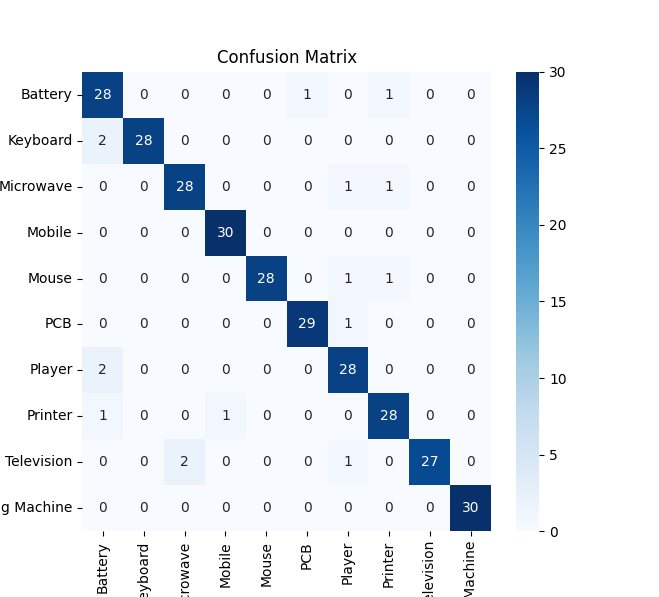 Confusion Matrix
Battery 28 0 0 0 0 1 0 1 0 0
Keyboard 2 28 0 0 0 0 0 0 0 0
Microwave 0 0 28 0 0 0 1 1 0 0
Mobile 0 0 0 30 0 0 0 0 0 0
Mouse 0 0 0 0 28 0 1 1 0 0
PCB 0 0 0 0 0 29 1 0 0 0
Player 2 0 0 0 0 0 28 0 0 0
Printer 1 0 0 1 0 0 0 28 0 0
Television 0 0 2 0 0 0 1 0 27 0
g Machine 0 0 0 0 0 0 0 0 0 30
Battery
eyboard
crowave
Mobile
Mouse
PCB
Player
Printer
elevision
Machine
30
25
20
15
10
5
0